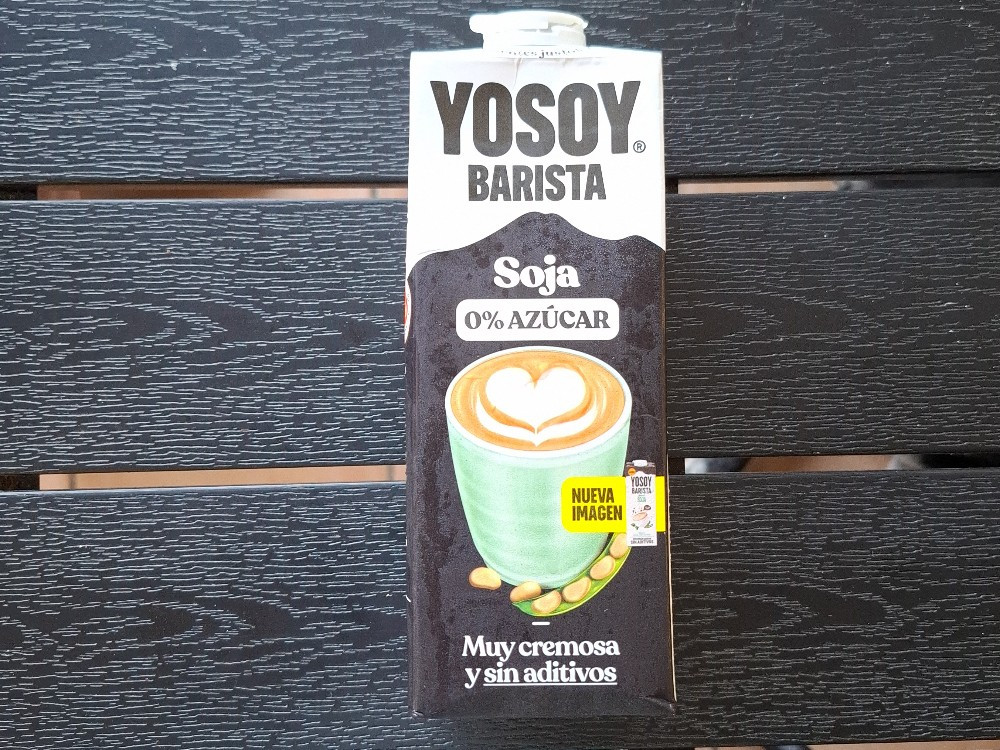 YOSOY®
BARISTA
Soja
0% AZÚCAR
NUEVA
IMAGEN
YOSOY
BARISTA
Muy cremosa
y sin aditivos